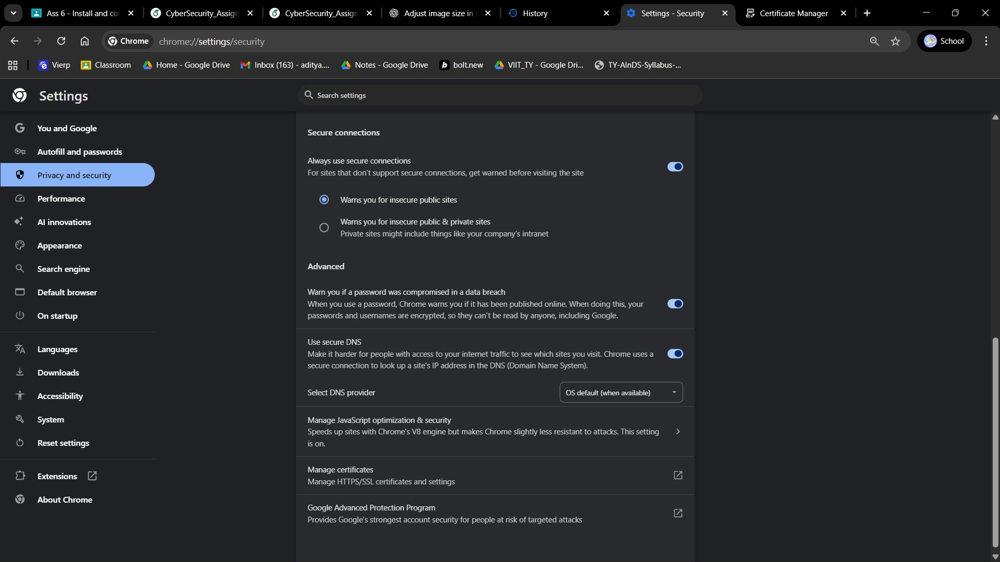 Ass 6 - Install and co
CyberSecurity_Assign
CyberSecurity_Assign
Adjust image size in
History
Settings - Security
Certificate Manager
Chrome
chrome://settings/security
School
Vierp
Classroom
Home - Google Drive
Inbox (163) - aditya....
Notes - Google Drive
bolt.new
VIIT_TY - Google Dri...
TY-AInDS-Syllabus-...
Settings
Search settings
You and Google
Autofill and passwords
Privacy and security
Performance
AI innovations
Appearance
Search engine
Default browser
On startup
Languages
Downloads
Accessibility
System
Reset settings
Extensions
About Chrome
Secure connections
Always use secure connections
For sites that don't support secure connections, get warned before visiting the site
Warns you for insecure public sites
Warns you for insecure public & private sites
Private sites might include things like your company's intranet
Advanced
Warn you if a password was compromised in a data breach
When you use a password, Chrome warns you if it has been published online. When doing this, your
passwords and usernames are encrypted, so they can't be read by anyone, including Google.
Use secure DNS
Make it harder for people with access to your internet traffic to see which sites you visit. Chrome uses a
secure connection to look up a site's IP address in the DNS (Domain Name System).
Select DNS provider
OS default (when available)
Manage JavaScript optimization & security
Speeds up sites with Chrome's V8 engine but makes Chrome slightly less resistant to attacks. This setting
is on.
Manage certificates
Manage HTTPS/SSL certificates and settings
Google Advanced Protection Program
Provides Google's strongest account security for people at risk of targeted attacks